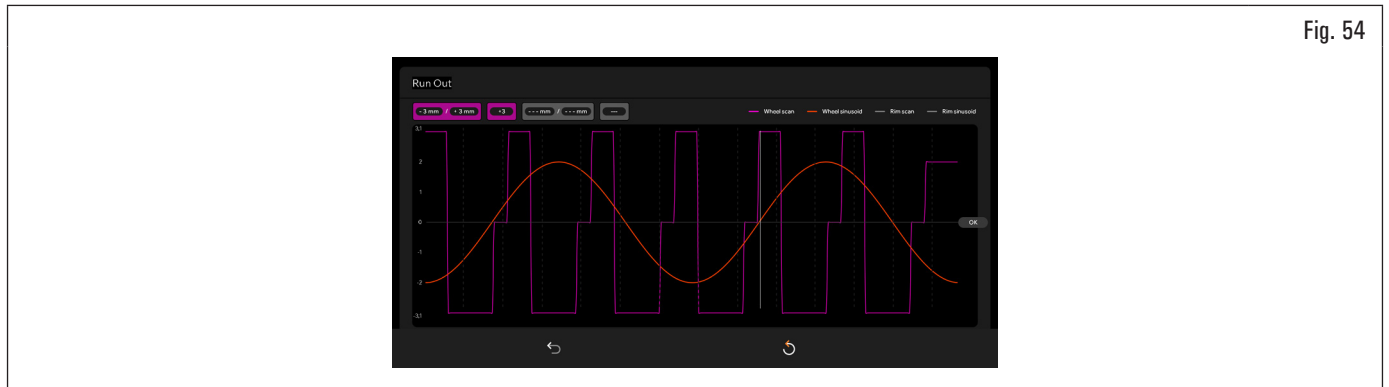 Fig. 54
Run Out
- 3 mm / + 3 mm +3 - - - mm / - - - mm --- Wheel scan Wheel sinusoid Rim scan Rim sinusoid
3,1
2
1
0 OK
-1
-2
-3,1